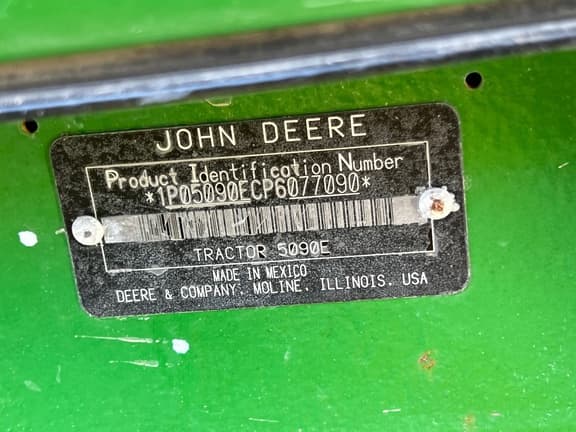 JOHN DEERE
Product Identification Number
*1P05090ECP6077090*
TRACTOR 5090E
MADE IN MEXICO
DEERE & COMPANY. MOLINE. ILLINOIS. USA